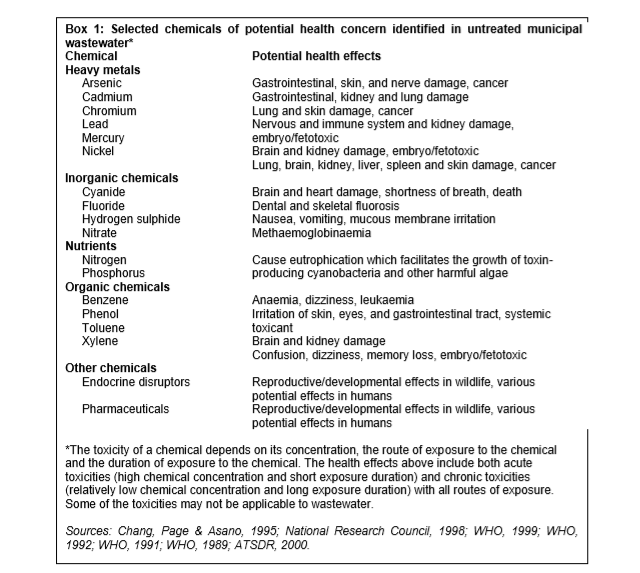 Box 1: Selected chemicals of potential health concern identified in untreated municipal
wastewater*
Chemical Potential health effects
Heavy metals
Arsenic Gastrointestinal, skin, and nerve damage, cancer
Cadmium Gastrointestinal, kidney and lung damage
Chromium Lung and skin damage, cancer
Lead Nervous and immune system and kidney damage,
Mercury embryo/fetotoxic
Nickel Brain and kidney damage, embryo/fetotoxic
Lung, brain, kidney, liver, spleen and skin damage, cancer
Inorganic chemicals
Cyanide Brain and heart damage, shortness of breath, death
Fluoride Dental and skeletal fluorosis
Hydrogen sulphide Nausea, vomiting, mucous membrane irritation
Nitrate Methaemoglobinaemia
Nutrients
Nitrogen Cause eutrophication which facilitates the growth of toxin-
Phosphorus producing cyanobacteria and other harmful algae
Organic chemicals
Benzene Anaemia, dizziness, leukaemia
Phenol Irritation of skin, eyes, and gastrointestinal tract, systemic
Toluene toxicant
Xylene Brain and kidney damage
Confusion, dizziness, memory loss, embryo/fetotoxic
Other chemicals
Endocrine disruptors Reproductive/developmental effects in wildlife, various
potential effects in humans
Pharmaceuticals Reproductive/developmental effects in wildlife, various
potential effects in humans
*The toxicity of a chemical depends on its concentration, the route of exposure to the chemical
and the duration of exposure to the chemical. The health effects above include both acute
toxicities (high chemical concentration and short exposure duration) and chronic toxicities
(relatively low chemical concentration and long exposure duration) with all routes of exposure.
Some of the toxicities may not be applicable to wastewater.
Sources: Chang, Page & Asano, 1995; National Research Council, 1998; WHO, 1999; WHO,
1992; WHO, 1991; WHO, 1989; ATSDR, 2000.